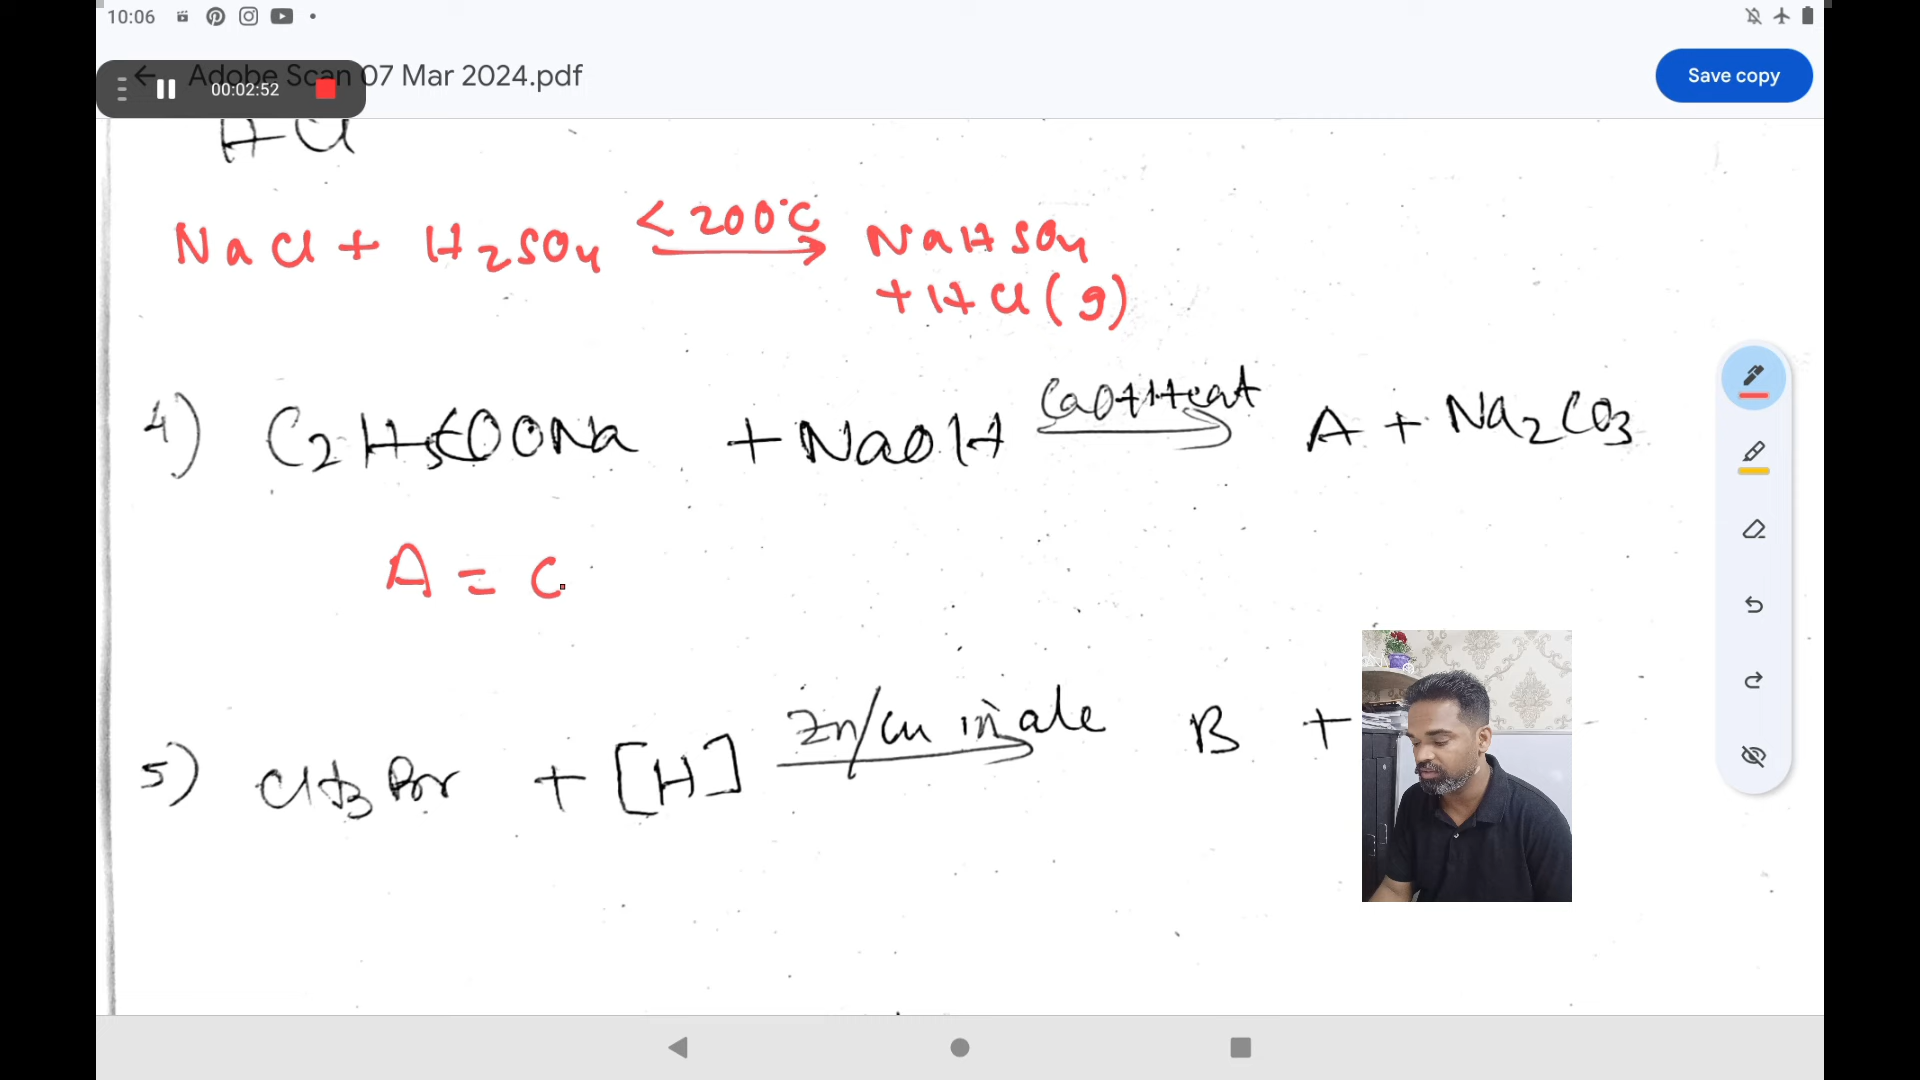 10:06
Adobe Scan 07 Mar 2024.pdf
00:02:52
Save copy
HCl
NaCl + H2SO4 <200°C NaHSO4
+ HCl(g)
4) C2H5COONa + NaOH CaO+Heat A + Na2CO3
A = C
5) CH3Br + [H] Zn/Cu in alc B +